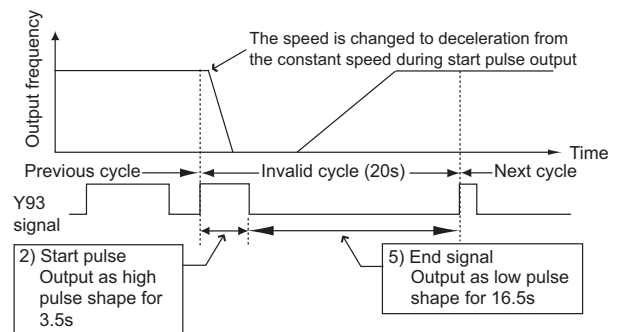 Output frequency
The speed is changed to deceleration from
the constant speed during start pulse output
Time
Previous cycle
Invalid cycle (20s)
Next cycle
Y93
signal
2) Start pulse
Output as high
pulse shape for
3.5s
5) End signal
Output as low pulse
shape for 16.5s